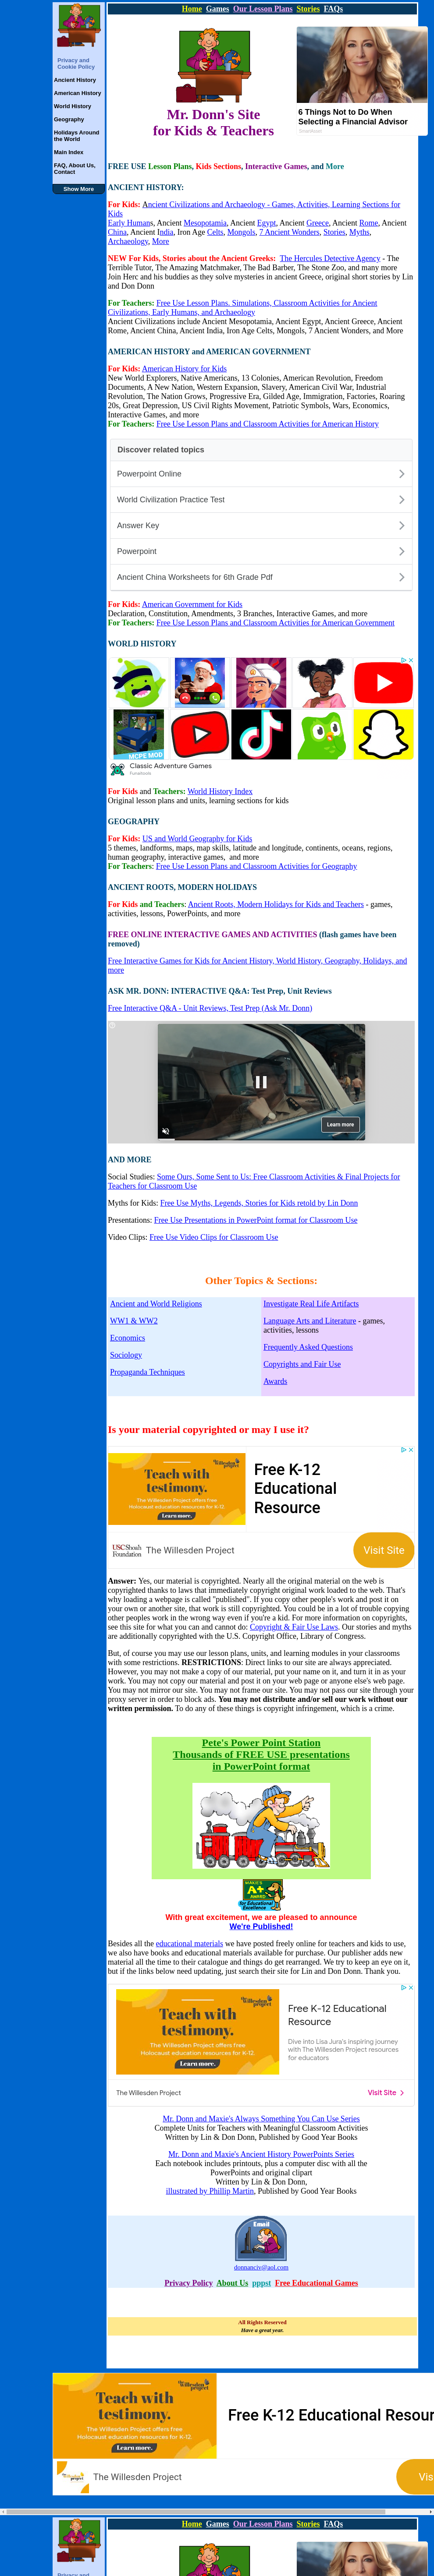 Home Games Our Lesson Plans Stories FAQs
Privacy and
Cookie Policy
Ancient History
American History
World History
Geography
Holidays Around
the World
Main Index
FAQ, About Us,
Contact
Show More
6 Things Not to Do When
Selecting a Financial Advisor
SmartAsset
Mr. Donn's Site
for Kids & Teachers
FREE USE Lesson Plans, Kids Sections, Interactive Games, and More
ANCIENT HISTORY:
For Kids: Ancient Civilizations and Archaeology - Games, Activities, Learning Sections for
Kids
Early Humans, Ancient Mesopotamia, Ancient Egypt, Ancient Greece, Ancient Rome, Ancient
China, Ancient India, Iron Age Celts, Mongols, 7 Ancient Wonders, Stories, Myths,
Archaeology, More
NEW For Kids, Stories about the Ancient Greeks: The Hercules Detective Agency - The
Terrible Tutor, The Amazing Matchmaker, The Bad Barber, The Stone Zoo, and many more
Join Herc and his buddies as they solve mysteries in ancient Greece, original stories by Lin
and Don Donn
For Teachers: Free Use Lesson Plans. Simulations, Classroom Activities for Ancient
Civilizations, Early Humans, and Archaeology
Ancient Civilizations include Ancient Mesopotamia, Ancient Egypt, Ancient Greece, Ancient
Rome, Ancient China, Ancient India, Iron Age Celts, Mongols, 7 Ancient Wonders, and More
AMERICAN HISTORY and AMERICAN GOVERNMENT
For Kids: American History for Kids
New World Explorers, Native Americans, 13 Colonies, American Revolution, Freedom
Documents, A New Nation, Western Expansion, Slavery, American Civil War, Industrial
Revolution, The Nation Grows, Progressive Era, Gilded Age, Immigration, Factories, Roaring
20s, Great Depression, US Civil Rights Movement, Patriotic Symbols, Wars, Economics,
Interactive Games, and more
For Teachers: Free Use Lesson Plans and Classroom Activities for American History
Discover related topics
Powerpoint Online
World Civilization Practice Test
Answer Key
Powerpoint
Ancient China Worksheets for 6th Grade Pdf
For Kids: American Government for Kids
Declaration, Constitution, Amendments, 3 Branches, Interactive Games, and more
For Teachers: Free Use Lesson Plans and Classroom Activities for American Government
WORLD HISTORY
MCPE MOD
Classic Adventure Games
Funatools
For Kids and Teachers: World History Index
Original lesson plans and units, learning sections for kids
GEOGRAPHY
For Kids: US and World Geography for Kids
5 themes, landforms, maps, map skills, latitude and longitude, continents, oceans, regions,
human geography, interactive games, and more
For Teachers: Free Use Lesson Plans and Classroom Activities for Geography
ANCIENT ROOTS, MODERN HOLIDAYS
For Kids and Teachers: Ancient Roots, Modern Holidays for Kids and Teachers - games,
activities, lessons, PowerPoints, and more
FREE ONLINE INTERACTIVE GAMES AND ACTIVITIES (flash games have been
removed)
Free Interactive Games for Kids for Ancient History, World History, Geography, Holidays, and
more
ASK MR. DONN: INTERACTIVE Q&A: Test Prep, Unit Reviews
Free Interactive Q&A - Unit Reviews, Test Prep (Ask Mr. Donn)
Learn more
AND MORE
Social Studies: Some Ours, Some Sent to Us: Free Classroom Activities & Final Projects for
Teachers for Classroom Use
Myths for Kids: Free Use Myths, Legends, Stories for Kids retold by Lin Donn
Presentations: Free Use Presentations in PowerPoint format for Classroom Use
Video Clips: Free Use Video Clips for Classroom Use
Other Topics & Sections:
Ancient and World Religions
WW1 & WW2
Economics
Sociology
Propaganda Techniques
Investigate Real Life Artifacts
Language Arts and Literature - games,
activities, lessons
Frequently Asked Questions
Copyrights and Fair Use
Awards
Is your material copyrighted or may I use it?
Willesden project
Teach with
testimony.
The Willesden Project offers free
Holocaust education resources for K-12.
Learn more.
Free K-12
Educational
Resource
USC Shoah
Foundation
The Willesden Project
Visit Site
Answer: Yes, our material is copyrighted. Nearly all the original material on the web is
copyrighted thanks to laws that immediately copyright original work loaded to the web. That's
why loading a webpage is called "published". If you copy other people's work and post it on
your own or another site, that work is still copyrighted. You could be in a lot of trouble copying
other peoples work in the wrong way even if you're a kid. For more information on copyrights,
see this site for what you can and can not do: Copyright & Fair Use Laws. Our stories and myths
are additionally copyrighted with the U.S. Copyright Office, Library of Congress.
But, of course you may use our lesson plans, units, and learning modules in your classrooms
with some restrictions. RESTRICTIONS: Direct links to our site are always welcomed.
However, you may not make a copy of our material, put your name on it, and turn it in as your
work. You may not copy our material and post it on your web page or anyone else's web page.
You may not mirror our site. You may not frame our site. You may not pass our site through your
proxy server in order to block ads. You may not distribute and/or sell our work without our
written permission. To do any of these things is copyright infringement, which is a crime.
Pete's Power Point Station
Thousands of FREE USE presentations
in PowerPoint format
MAXIE'S
A+
AWARD
for Educational
Excellence
With great excitement, we are pleased to announce
We're Published!
Besides all the educational materials we have posted freely online for teachers and kids to use,
we also have books and educational materials available for purchase. Our publisher adds new
material all the time to their catalogue and things do get rearranged. We try to keep an eye on it,
but if the links below need updating, just search their site for Lin and Don Donn. Thank you.
Willesden project
Teach with
testimony.
The Willesden Project offers free
Holocaust education resources for K-12.
Learn more.
Free K-12 Educational
Resource
Dive into Lisa Jura's inspiring journey
with The Willesden Project resources
for educators
The Willesden Project
Visit Site
Mr. Donn and Maxie's Always Something You Can Use Series
Complete Units for Teachers with Meaningful Classroom Activities
Written by Lin & Don Donn, Published by Good Year Books
Mr. Donn and Maxie's Ancient History PowerPoints Series
Each notebook includes printouts, plus a computer disc with all the
PowerPoints and original clipart
Written by Lin & Don Donn,
illustrated by Phillip Martin, Published by Good Year Books
Email
donnanciv@aol.com
Privacy Policy About Us pppst Free Educational Games
All Rights Reserved
Have a great year.
Willesden project
Teach with
testimony.
The Willesden Project offers free
Holocaust education resources for K-12.
Learn more.
Free K-12 Educational Resour
The Willesden Project
Vis
Home Games Our Lesson Plans Stories FAQs
Privacy and